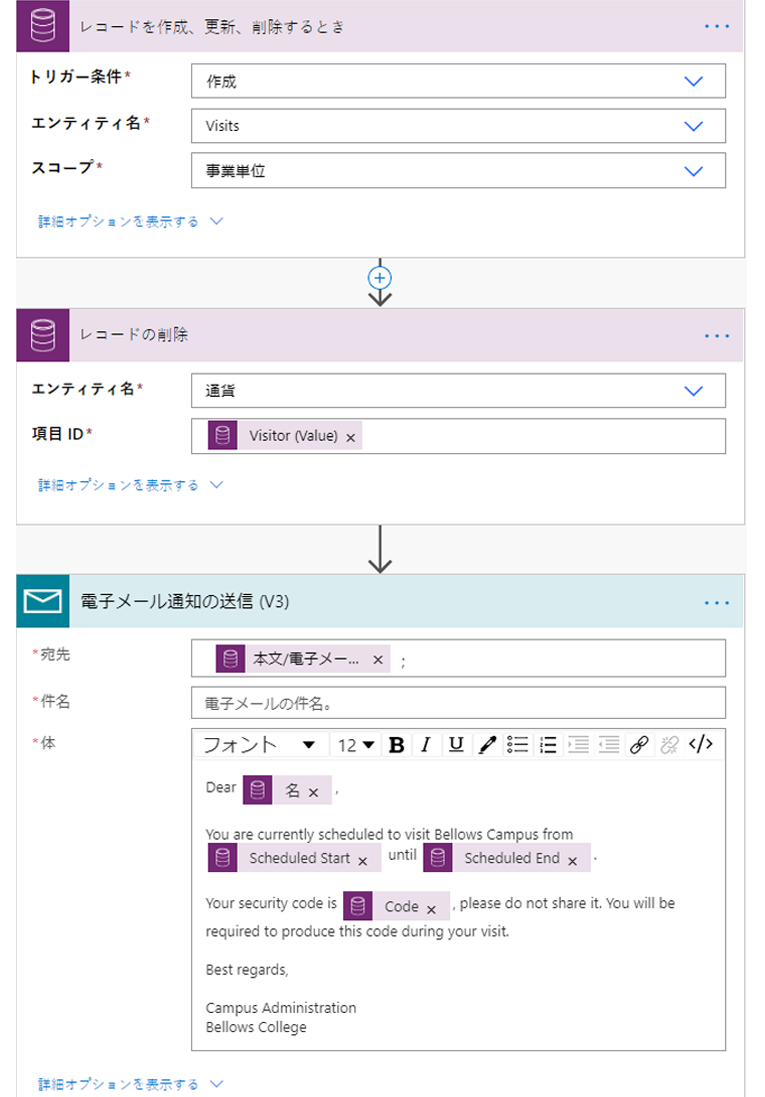 レコードを作成、更新、削除するとき
トリガー条件*
作成
エンティティ名*
Visits
スコープ*
事業単位
詳細オプションを表示する
レコードの削除
エンティティ名*
通貨
項目 ID*
Visitor (Value) ×
詳細オプションを表示する
電子メール通知の送信 (V3)
*宛先
本文/電子メー... × ;
*件名
電子メールの件名。
*体
フォント 12 B I U </>
Dear 名 × ,
You are currently scheduled to visit Bellows Campus from
Scheduled Start × until Scheduled End × .
Your security code is Code × , please do not share it. You will be
required to produce this code during your visit.
Best regards,
Campus Administration
Bellows College
詳細オプションを表示する